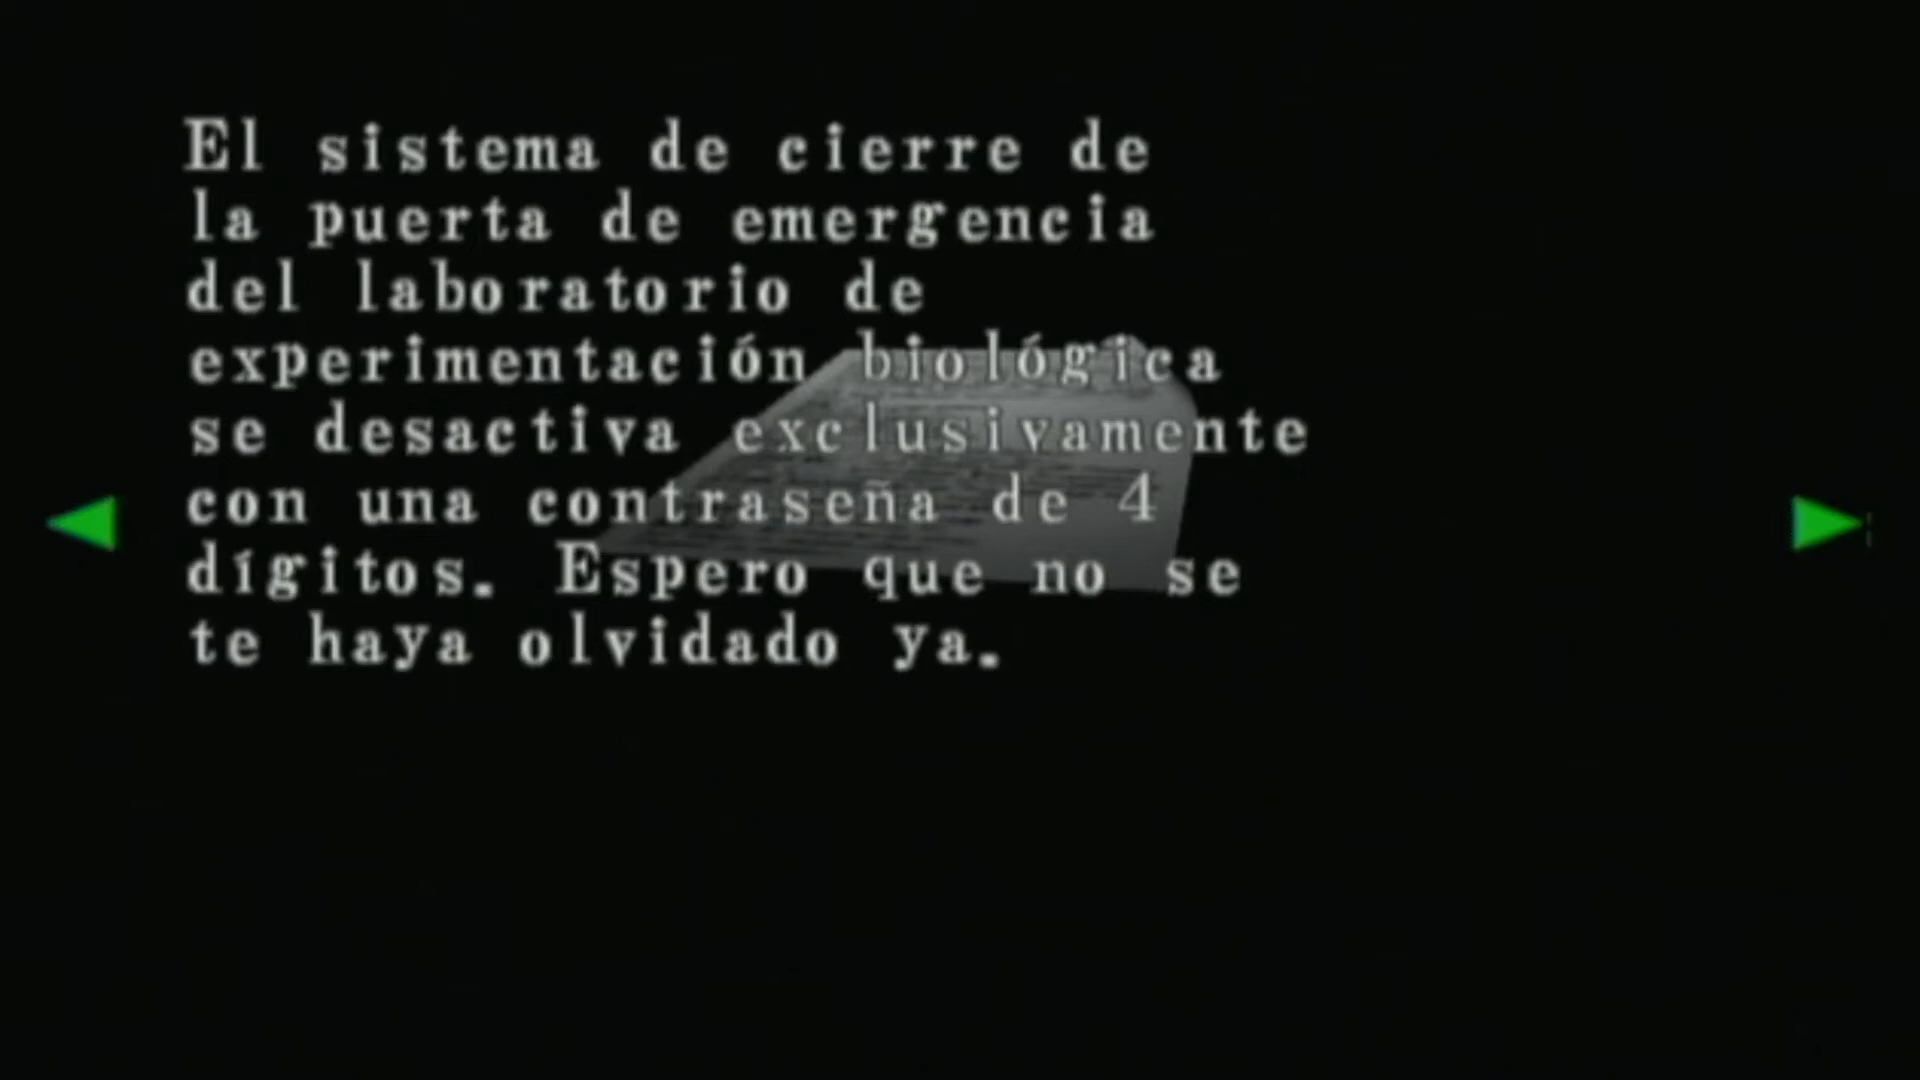 El sistema de cierre de
la puerta de emergencia
del laboratorio de
experimentación biológica
se desactiva exclusivamente
con una contraseña de 4
dígitos. Espero que no se
te haya olvidado ya.